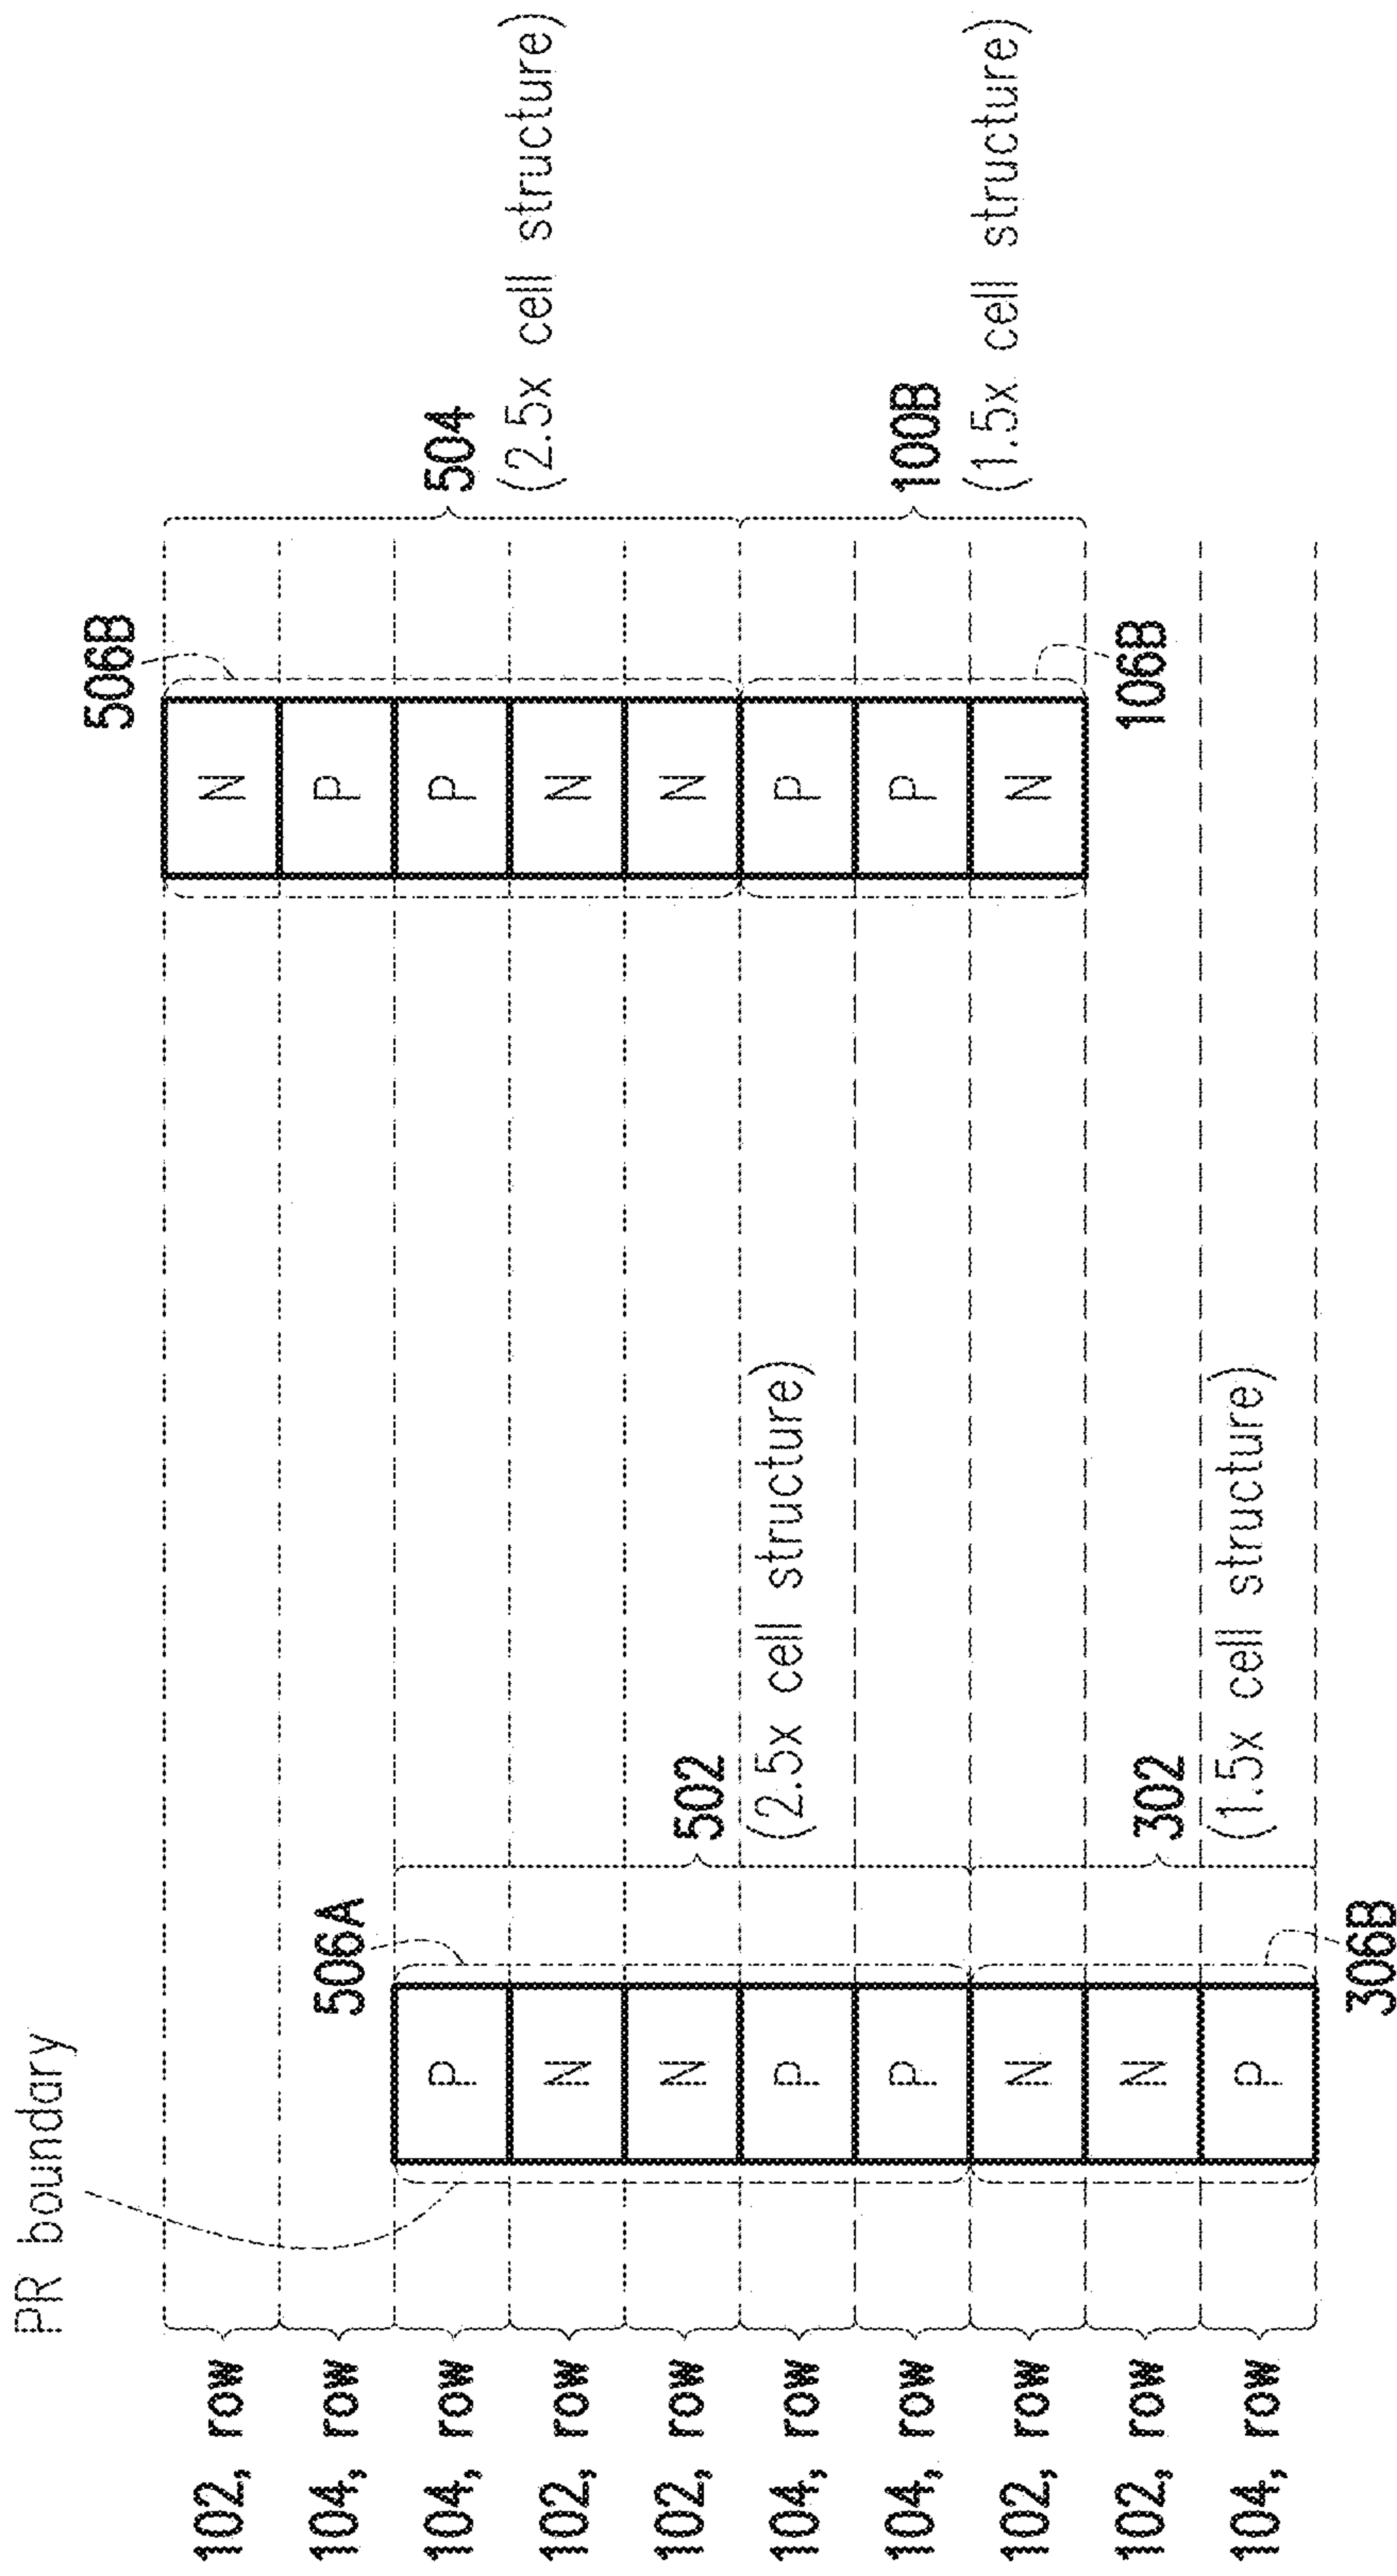 PR boundary
506B
102, row N
104, row 506A P
104, row P P 504
(2.5x cell structure)
102, row N N
102, row N 502 N
104, row P (2.5x cell structure) P
104, row P P 100B
(1.5x cell structure)
102, row N N
102, row N 302 106B
104, row P (1.5x cell structure)
306B